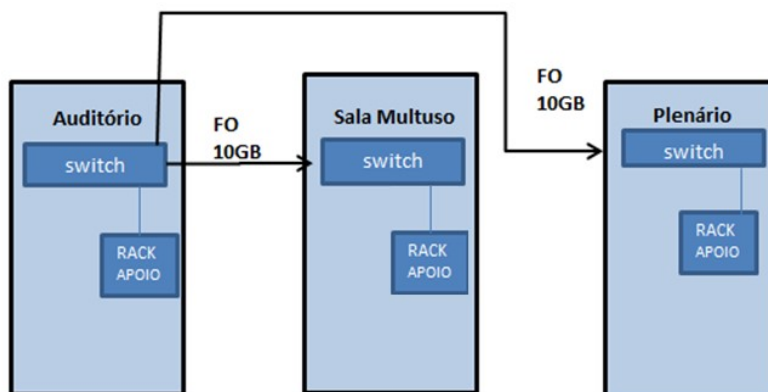 Auditório
switch
RACK
APOIO
FO
10GB
Sala Multuso
switch
RACK
APOIO
FO
10GB
Plenário
switch
RACK
APOIO